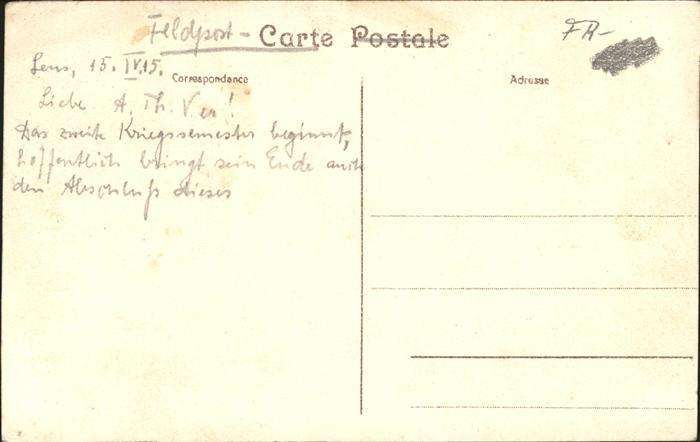 Feldpost - Carte Postale
FR-
Lens, 15. IV. 15.
Correspondance
Adresse
Liebe A. Th. Ver!
Das zweite Kriegssemester beginnt,
hoffentlich bringt sein Ende auch
den Abschluß dieses